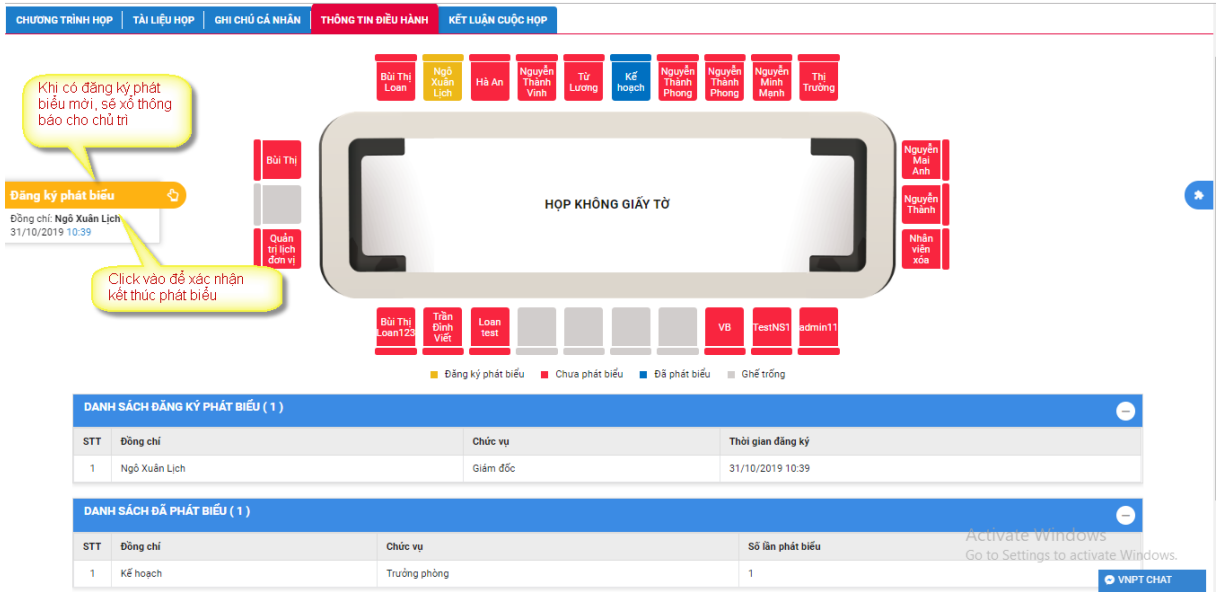 CHƯƠNG TRÌNH HỌP
TÀI LIỆU HỌP
GHI CHÚ CÁ NHÂN
THÔNG TIN ĐIỀU HÀNH
KẾT LUẬN CUỘC HỌP
Khi có đăng ký phát
biểu mới, sẽ xổ thông
báo cho chủ trì
Bùi Thị
Loan
Ngô
Xuân
Lịch
Hà An
Nguyễn
Thành
Vinh
Từ
Lương
Kế
hoạch
Nguyễn
Thành
Phong
Nguyễn
Thành
Phong
Nguyễn
Minh
Mạnh
Thị
Trường
Bùi Thị
Quản
trị lịch
đơn vị
HỌP KHÔNG GIẤY TỜ
Nguyễn
Mai
Anh
Nguyễn
Thành
Nhân
viên
xóa
Đăng ký phát biểu
Đồng chí: Ngô Xuân Lịch
31/10/2019 10:39
Click vào để xác nhận
kết thúc phát biểu
Bùi Thị
Loan123
Trần
Đình
Viết
Loan
test
VB
TestNS1
admin11
Đăng ký phát biểu
Chưa phát biểu
Đã phát biểu
Ghế trống
DANH SÁCH ĐĂNG KÝ PHÁT BIỂU ( 1 )
STT Đồng chí Chức vụ Thời gian đăng ký
1 Ngô Xuân Lịch Giám đốc 31/10/2019 10:39
DANH SÁCH ĐÃ PHÁT BIỂU ( 1 )
STT Đồng chí Chức vụ Số lần phát biểu
1 Kế hoạch Trưởng phòng 1
Activate Windows
Go to Settings to activate Windows.
VNPT CHAT